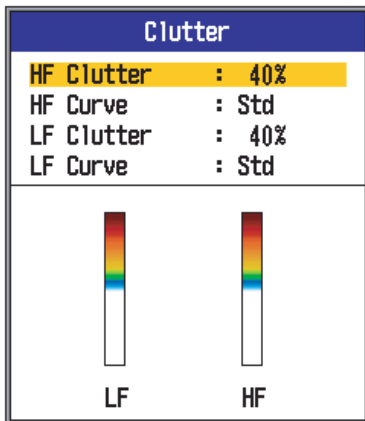 Clutter
HF Clutter : 40%
HF Curve : Std
LF Clutter : 40%
LF Curve : Std
LF HF